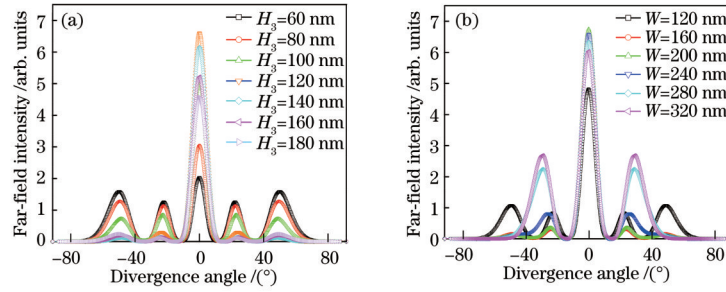 (a)
Far-field intensity /arb. units
7
6
5
4
3
2
1
0
-80
-40
0
40
80
Divergence angle /(°)
H₃=60 nm
H₃=80 nm
H₃=100 nm
H₃=120 nm
H₃=140 nm
H₃=160 nm
H₃=180 nm
(b)
Far-field intensity /arb. units
7
6
5
4
3
2
1
0
-80
-40
0
40
80
Divergence angle /(°)
W=120 nm
W=160 nm
W=200 nm
W=240 nm
W=280 nm
W=320 nm